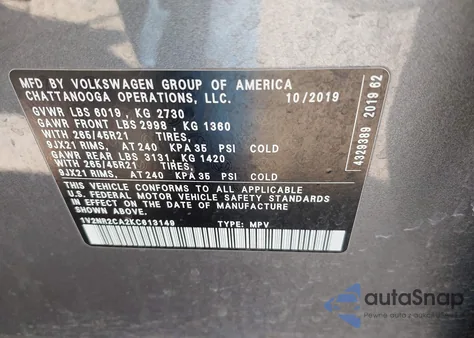 MFD BY VOLKSWAGEN GROUP OF AMERICA
CHATTANOOGA OPERATIONS, LLC. 10/2019
GVWR LBS 6019 , KG 2730
GAWR FRONT LBS 2998 , KG 1360
WITH 265/45R21 TIRES,
9JX21 RIMS, AT 240 KPA 35 PSI COLD
GAWR REAR LBS 3131 , KG 1420
WITH 265/45R21 TIRES,
9JX21 RIMS, AT 240 KPA 35 PSI COLD
THIS VEHICLE CONFORMS TO ALL APPLICABLE
U.S. FEDERAL MOTOR VEHICLE SAFETY STANDARDS
IN EFFECT ON THE DATE OF MANUFACTURE
SHOWN ABOVE.
1V2NR2CA2KC613149 TYPE: MPV
4329389 2019 62
autoSnap
Pewne auta z